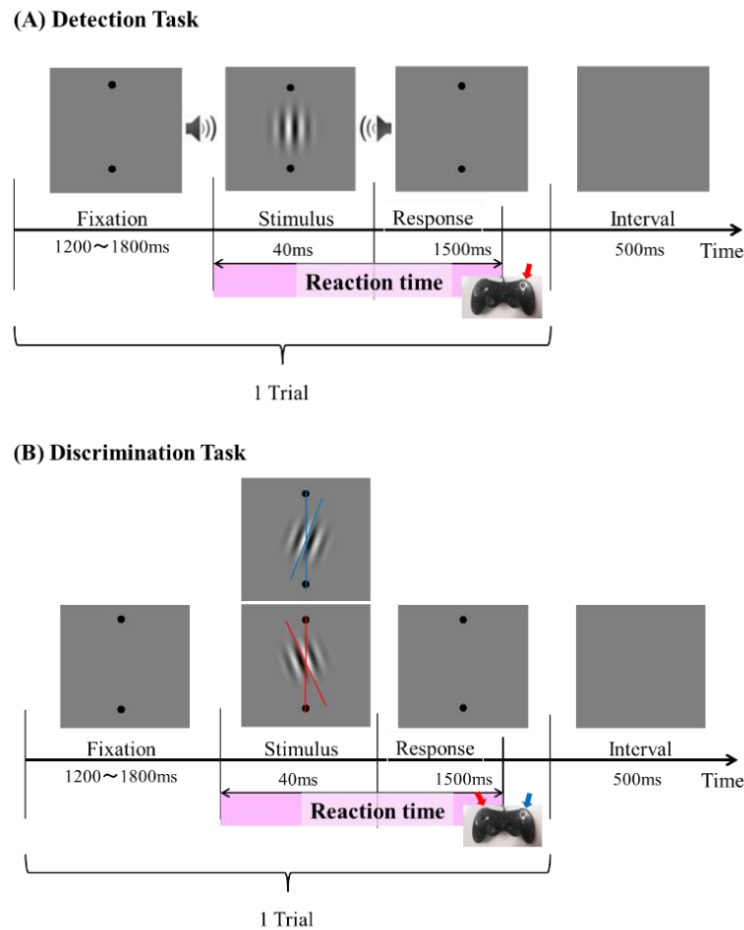 (A) Detection Task
Fixation
Stimulus
Response
Interval
1200～1800ms
40ms
1500ms
500ms
Time
Reaction time
1 Trial
(B) Discrimination Task
Fixation
Stimulus
Response
Interval
1200～1800ms
40ms
1500ms
500ms
Time
Reaction time
1 Trial